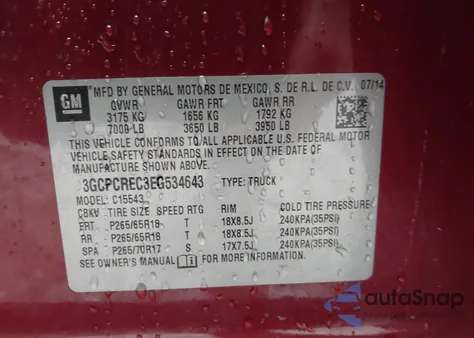 GM
MFD BY GENERAL MOTORS DE MEXICO, S. DE R.L. DE C.V. 07/14
GVWR GAWR FRT GAWR RR
3175 KG 1656 KG 1792 KG
7000 LB 3650 LB 3950 LB
THIS VEHICLE CONFORMS TO ALL APPLICABLE U.S. FEDERAL MOTOR
VEHICLE SAFETY STANDARDS IN EFFECT ON THE DATE OF
MANUFACTURE SHOWN ABOVE.
3GCPCREC3EG534643 TYPE: TRUCK
MODEL: C15543
TIRE SIZE SPEED RTG RIM COLD TIRE PRESSURE
FRT P265/65R18 T 18X8.5J 240KPA(35PSI)
RR P265/65R18 T 18X8.5J 240KPA(35PSI)
SPA P265/70R17 S 17X7.5J 240KPA(35PSI)
SEE OWNER'S MANUAL FOR MORE INFORMATION.
autoSnap